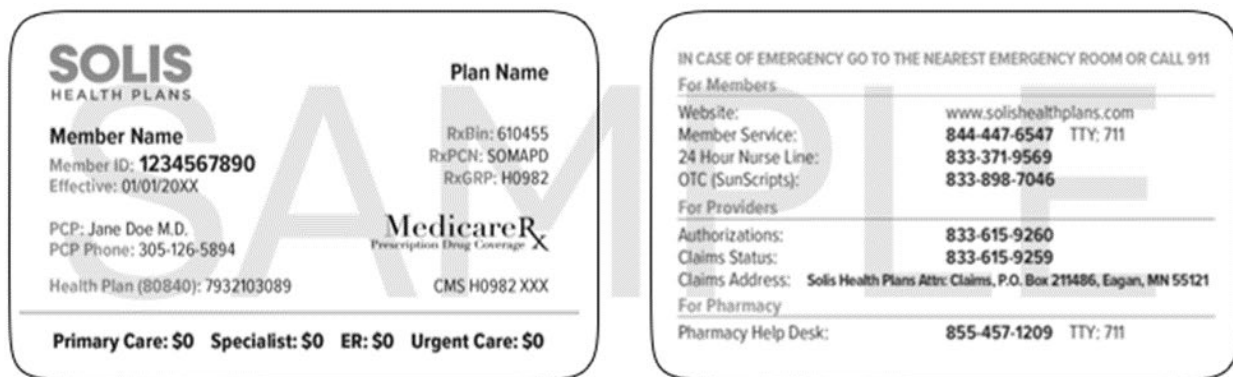 SOLIS
HEALTH PLANS
Plan Name
Member Name
Member ID: 1234567890
Effective: 01/01/20XX
RxBin: 610455
RxPCN: SOMAPD
RxGRP: H0982
PCP: Jane Doe M.D.
PCP Phone: 305-126-5894
MedicareRx
Prescription Drug Coverage
Health Plan (80840): 7932103089
CMS H0982 XXX
Primary Care: $0 Specialist: $0 ER: $0 Urgent Care: $0
IN CASE OF EMERGENCY GO TO THE NEAREST EMERGENCY ROOM OR CALL 911
For Members
Website: www.solishealthplans.com
Member Service: 844-447-6547 TTY: 711
24 Hour Nurse Line: 833-371-9569
OTC (SunScripts): 833-898-7046
For Providers
Authorizations: 833-615-9260
Claims Status: 833-615-9259
Claims Address: Solis Health Plans Attn: Claims, P.O. Box 211486, Eagan, MN 55121
For Pharmacy
Pharmacy Help Desk: 855-457-1209 TTY: 711
SAMPLE